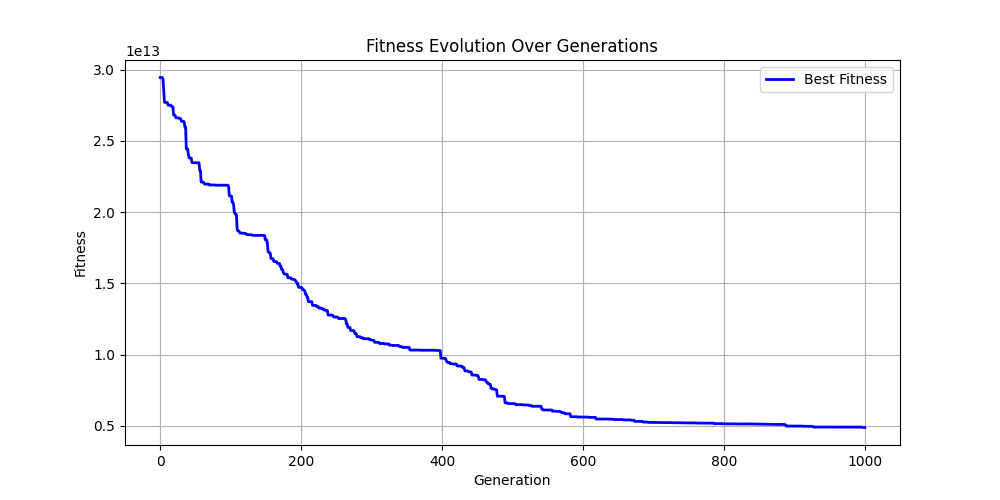 Fitness Evolution Over Generations
1e13
3.0
2.5
2.0
1.5
1.0
0.5
Fitness
Best Fitness
0 200 400 600 800 1000
Generation